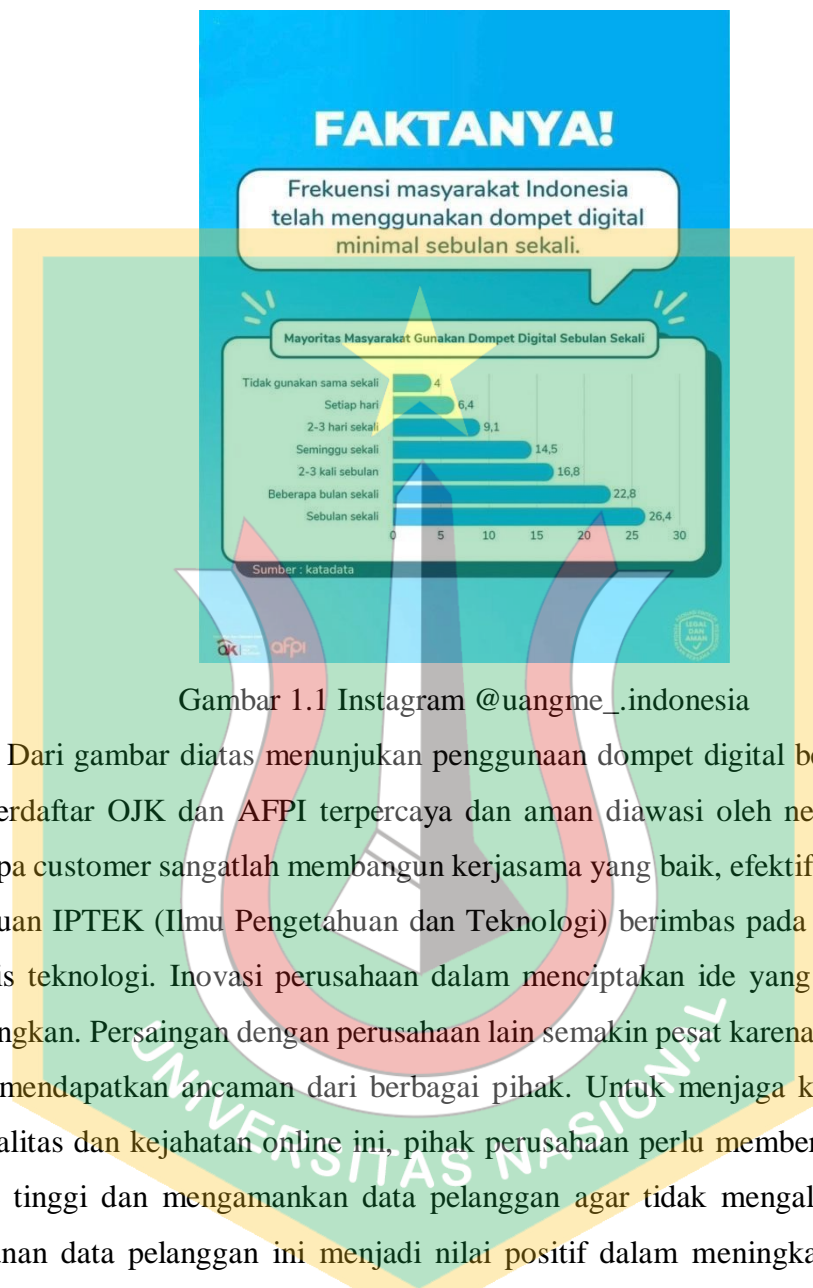 FAKTANYA!
Frekuensi masyarakat Indonesia
telah menggunakan dompet digital
minimal sebulan sekali.
Mayoritas Masyarakat Gunakan Dompet Digital Sebulan Sekali
Tidak gunakan sama sekali 4
Setiap hari 6,4
2-3 hari sekali 9,1
Seminggu sekali 14,5
2-3 kali sebulan 16,8
Beberapa bulan sekali 22,8
Sebulan sekali 26,4
0 5 10 15 20 25 30
Sumber : katadata
afpi
LEGAL
DAN
AMAN
Gambar 1.1 Instagram @uangme_.indonesia
Dari gambar diatas menunjukan penggunaan dompet digital
erdaftar OJK dan AFPI terpercaya dan aman diawasi oleh
pa customer sangatlah membangun kerjasama yang baik, efektif
uan IPTEK (Ilmu Pengetahuan dan Teknologi) berimbas pada
is teknologi. Inovasi perusahaan dalam menciptakan ide yang
ngkan. Persaingan dengan perusahaan lain semakin pesat karena
mendapatkan ancaman dari berbagai pihak. Untuk menjaga k
alitas dan kejahatan online ini, pihak perusahaan perlu member
tinggi dan mengamankan data pelanggan agar tidak mengal
nan data pelanggan ini menjadi nilai positif dalam meningka
UNIVERSITAS NASIONAL